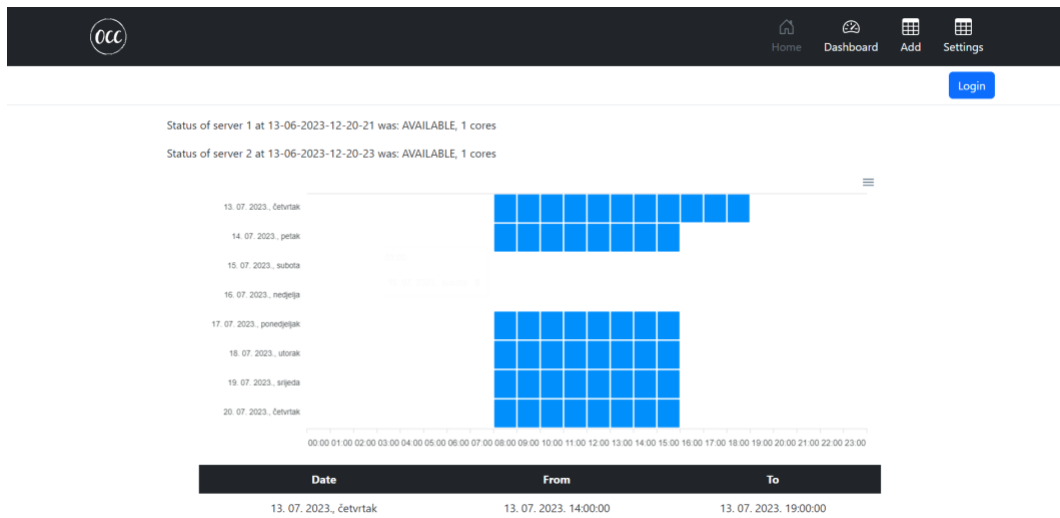 OCC
Home Dashboard Add Settings
Login
Status of server 1 at 13-06-2023-12-20-21 was: AVAILABLE, 1 cores
Status of server 2 at 13-06-2023-12-20-23 was: AVAILABLE, 1 cores
13. 07. 2023., četvrtak
14. 07. 2023., petak
15. 07. 2023., subota
16. 07. 2023., nedjelja
17. 07. 2023., ponedjeljak
18. 07. 2023., utorak
19. 07. 2023., srijeda
20. 07. 2023., četvrtak
00:00 01:00 02:00 03:00 04:00 05:00 06:00 07:00 08:00 09:00 10:00 11:00 12:00 13:00 14:00 15:00 16:00 17:00 18:00 19:00 20:00 21:00 22:00 23:00
Date From To
13. 07. 2023., četvrtak 13. 07. 2023. 14:00:00 13. 07. 2023. 19:00:00